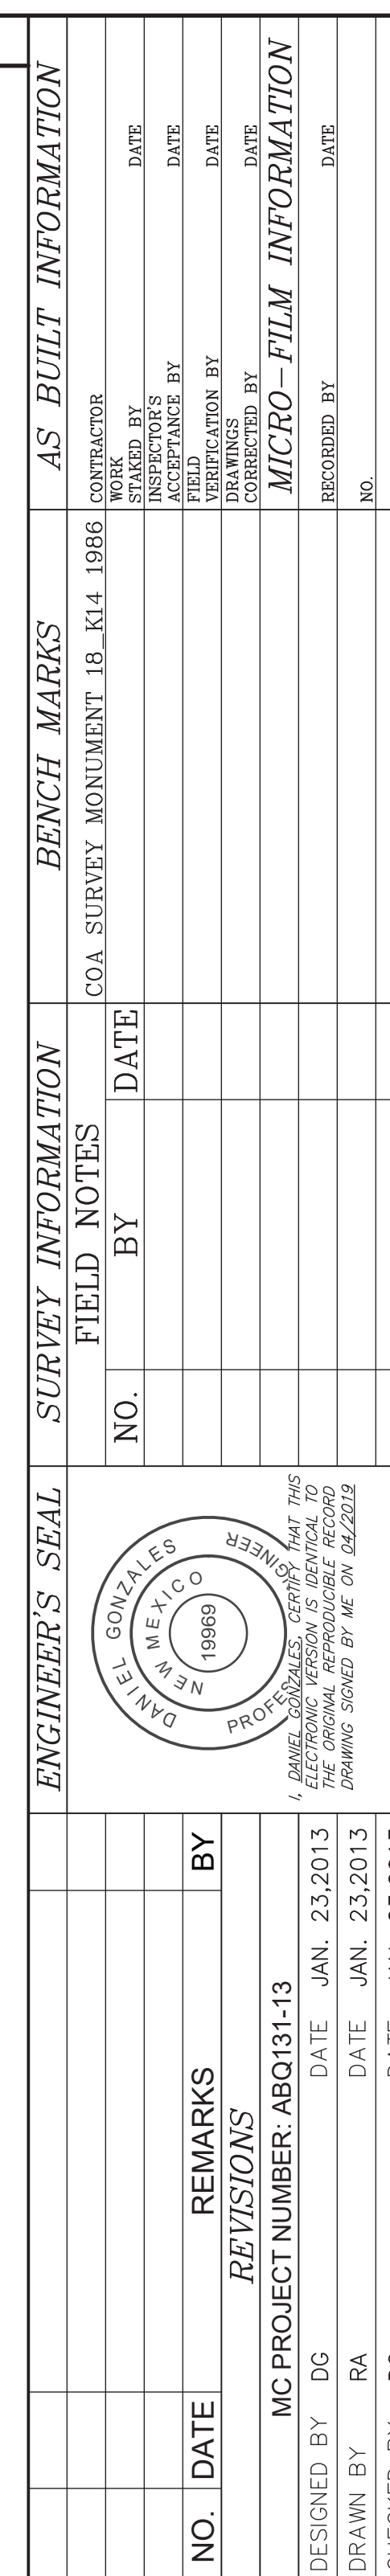 AS BUILT INFORMATION
CONTRACTOR
WORK
STAKED BY DATE
INSPECTOR'S
ACCEPTANCE BY DATE
FIELD
VERIFICATION BY DATE
DRAWINGS
CORRECTED BY DATE
MICRO-FILM INFORMATION
RECORDED BY DATE
NO.
BENCH MARKS
COA SURVEY MONUMENT 18_K14 1986
SURVEY INFORMATION
FIELD NOTES
NO. BY DATE
ENGINEER'S SEAL
DANIEL GONZALES
NEW MEXICO
19969
I, DANIEL GONZALES, CERTIFY THAT THIS
ELECTRONIC VERSION IS IDENTICAL TO
THE ORIGINAL REPRODUCIBLE RECORD
DRAWING SIGNED BY ME ON 04/2019
NO. DATE REMARKS BY
REVISIONS
MC PROJECT NUMBER: ABQ131-13
DESIGNED BY DG DATE JAN. 23,2013
DRAWN BY RA DATE JAN. 23,2013